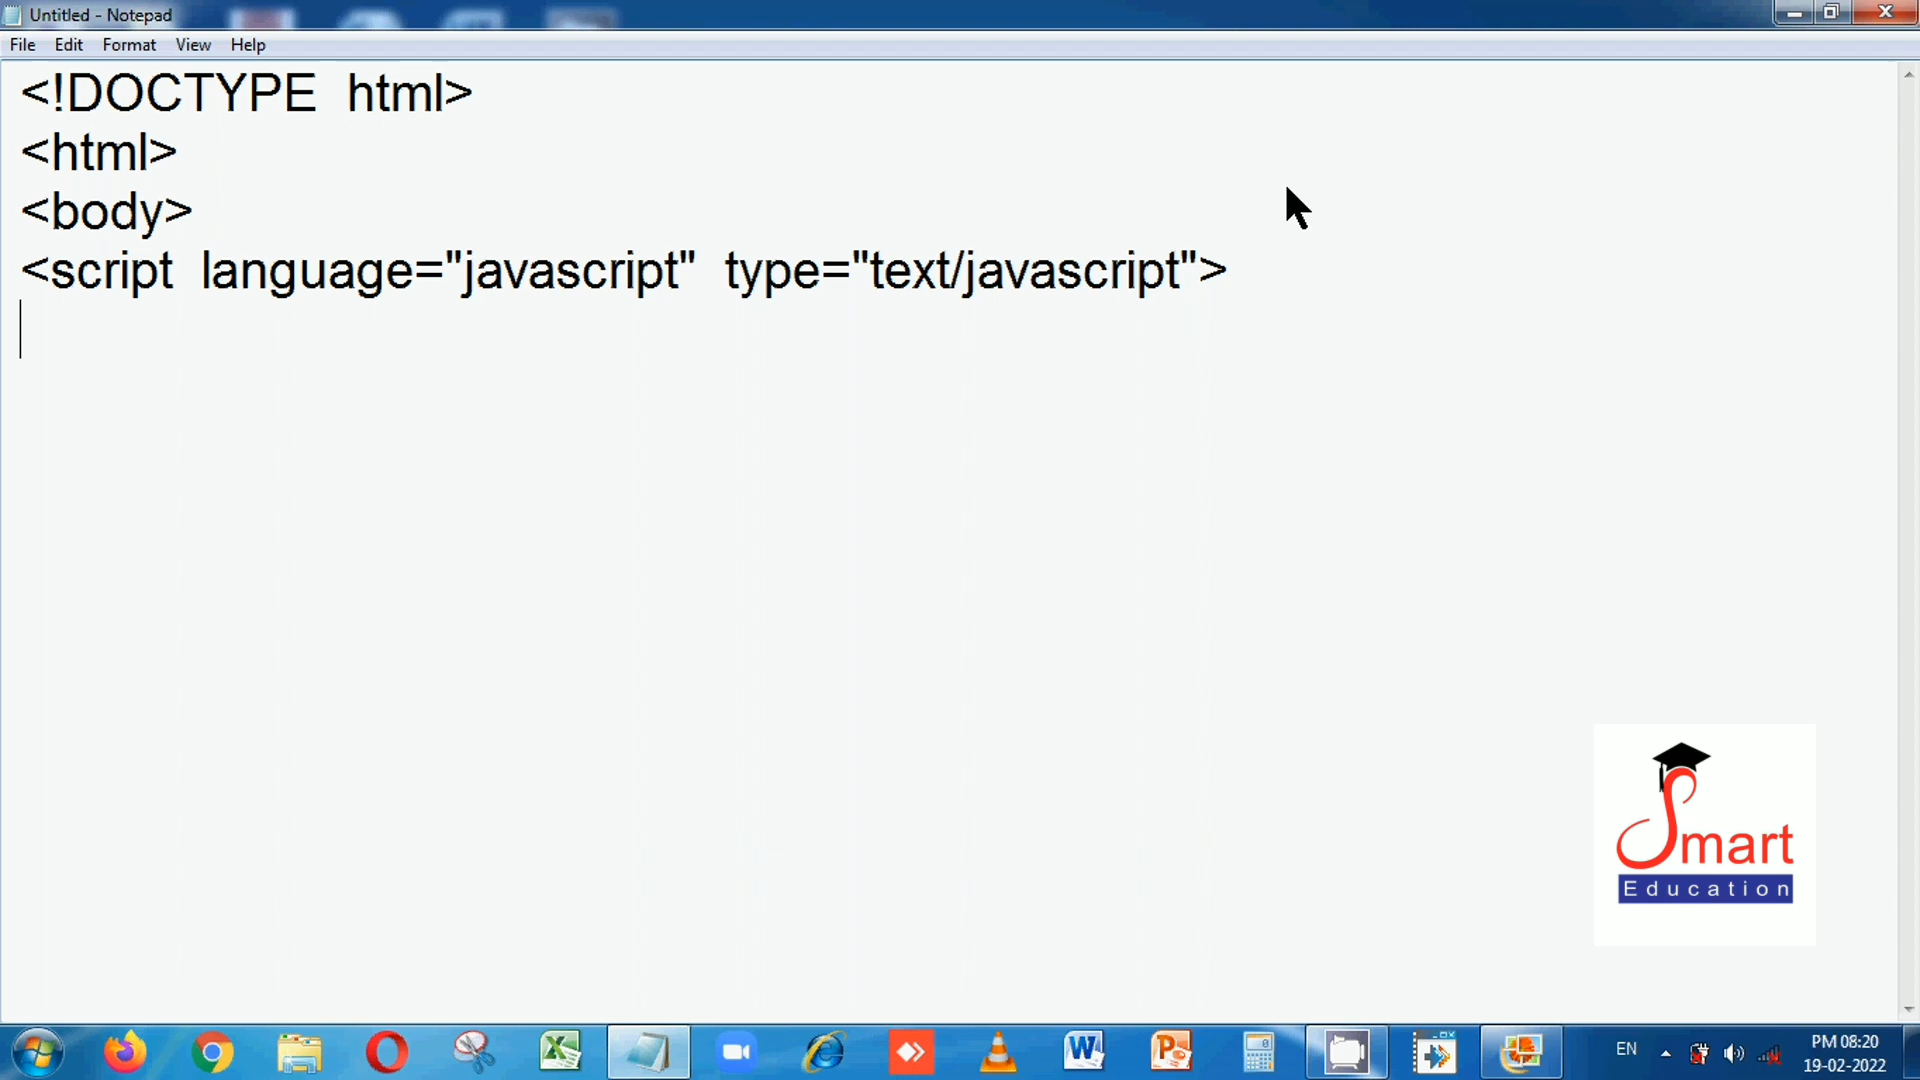 Untitled - Notepad
File Edit Format View Help
<!DOCTYPE html>
<html>
<body>
<script language="javascript" type="text/javascript">
Smart
Education
EN
PM 08:20
19-02-2022